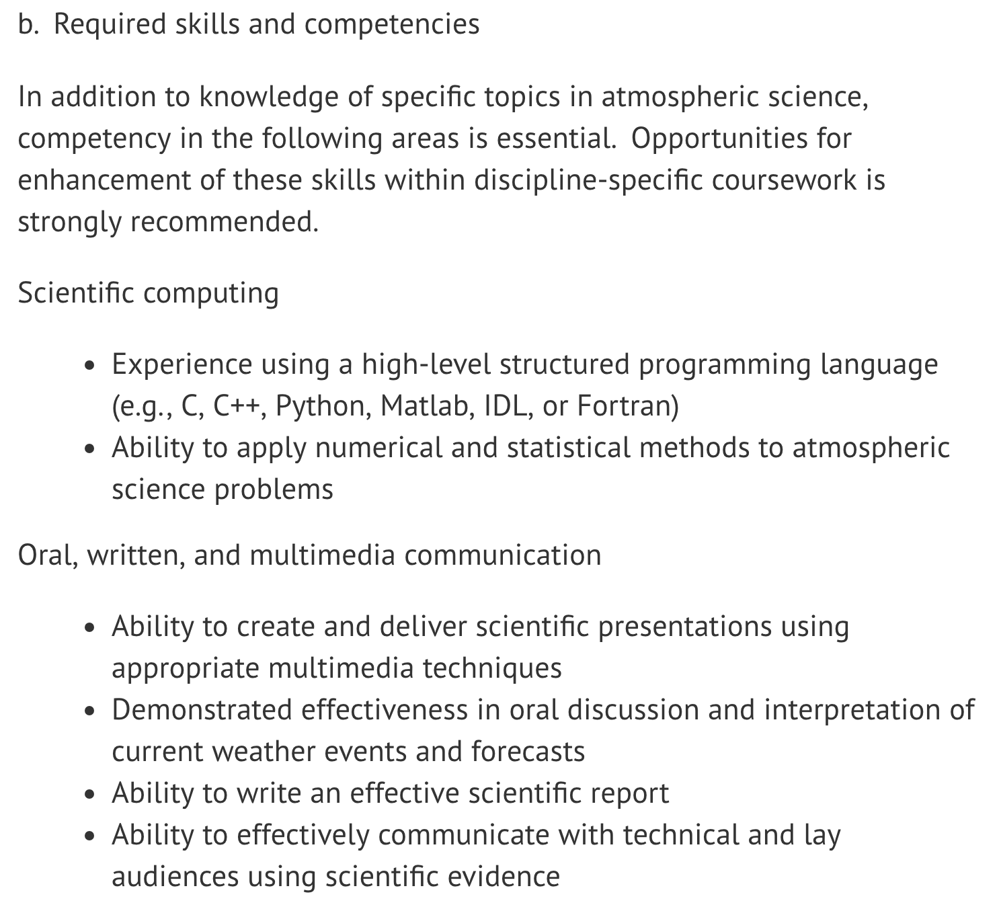 b.  Required skills and competencies
In addition to knowledge of specific topics in atmospheric science,
competency in the following areas is essential.  Opportunities for
enhancement of these skills within discipline-specific coursework is
strongly recommended.
Scientific computing
• Experience using a high-level structured programming language
(e.g., C, C++, Python, Matlab, IDL, or Fortran)
• Ability to apply numerical and statistical methods to atmospheric
science problems
Oral, written, and multimedia communication
• Ability to create and deliver scientific presentations using
appropriate multimedia techniques
• Demonstrated effectiveness in oral discussion and interpretation of
current weather events and forecasts
• Ability to write an effective scientific report
• Ability to effectively communicate with technical and lay
audiences using scientific evidence